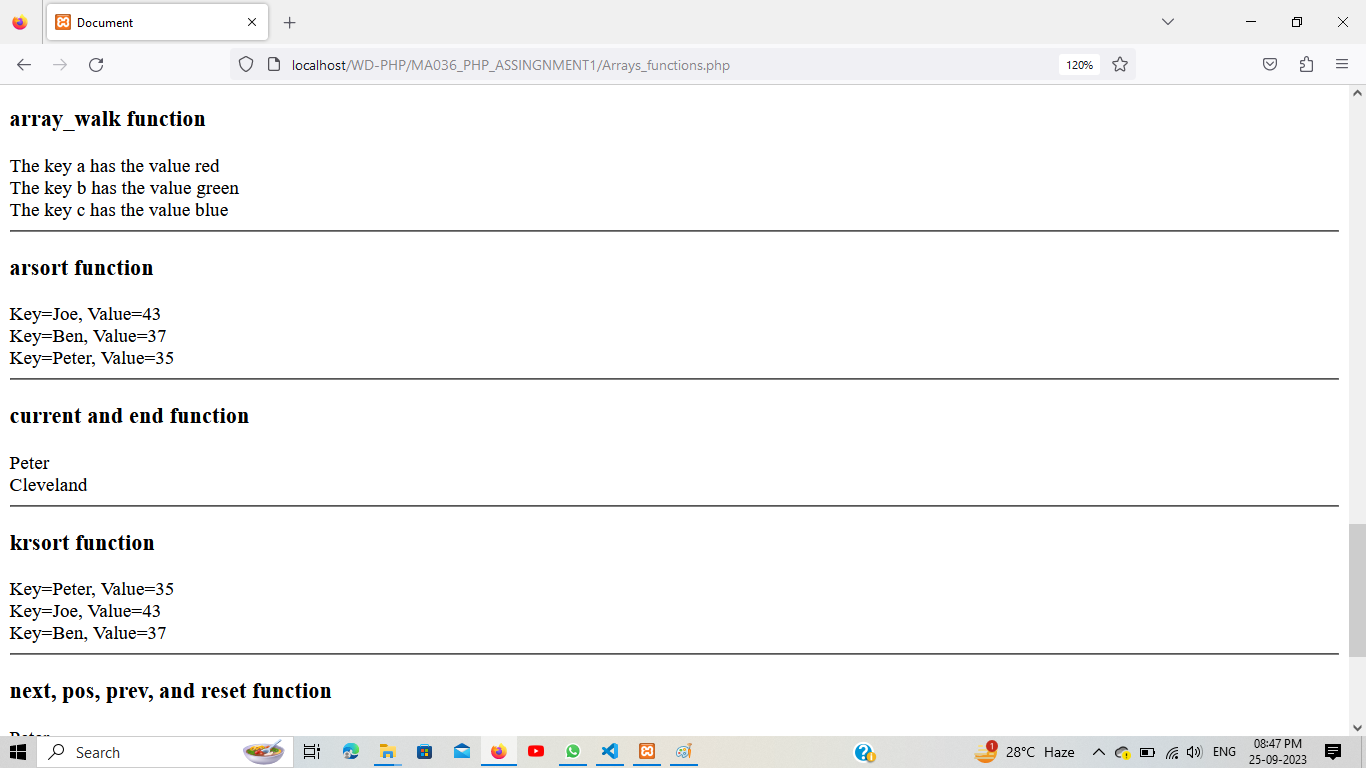 Document
localhost/WD-PHP/MA036_PHP_ASSINGNMENT1/Arrays_functions.php
120%
array_walk function
The key a has the value red
The key b has the value green
The key c has the value blue
arsort function
Key=Joe, Value=43
Key=Ben, Value=37
Key=Peter, Value=35
current and end function
Peter
Cleveland
krsort function
Key=Peter, Value=35
Key=Joe, Value=43
Key=Ben, Value=37
next, pos, prev, and reset function
Peter
Search
1
28°C Haze
ENG
08:47 PM
25-09-2023